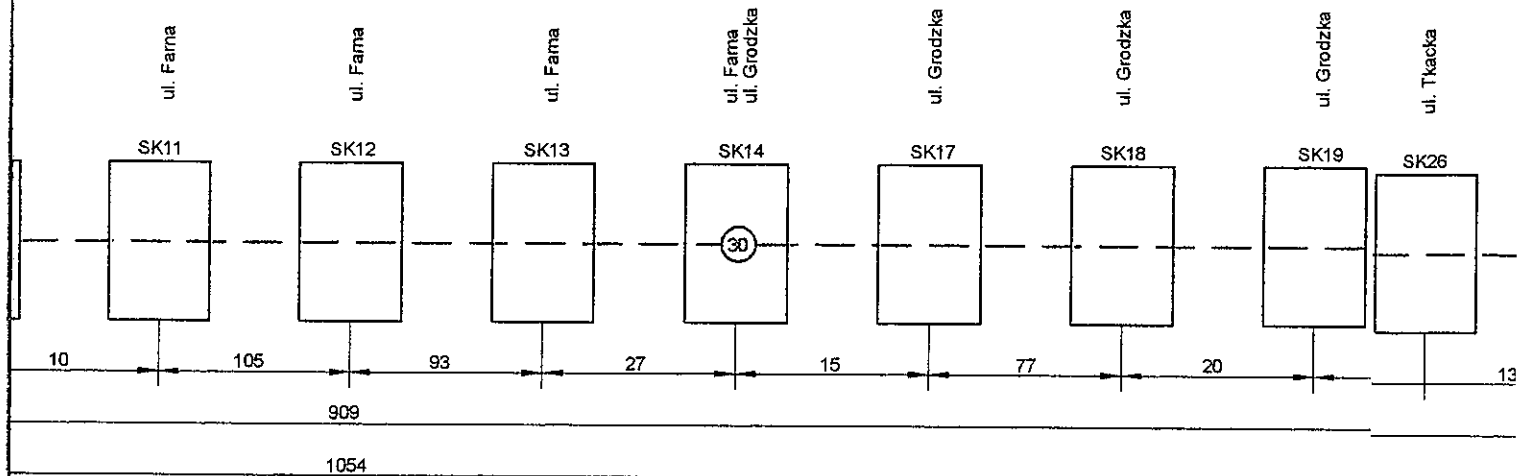 ul. Farna
ul. Farna
ul. Farna
ul. Farna
ul. Grodzka
ul. Grodzka
ul. Grodzka
ul. Grodzka
ul. Tkacka
SK11
SK12
SK13
SK14
SK17
SK18
SK19
SK26
30
10
105
93
27
15
77
20
13
909
1054